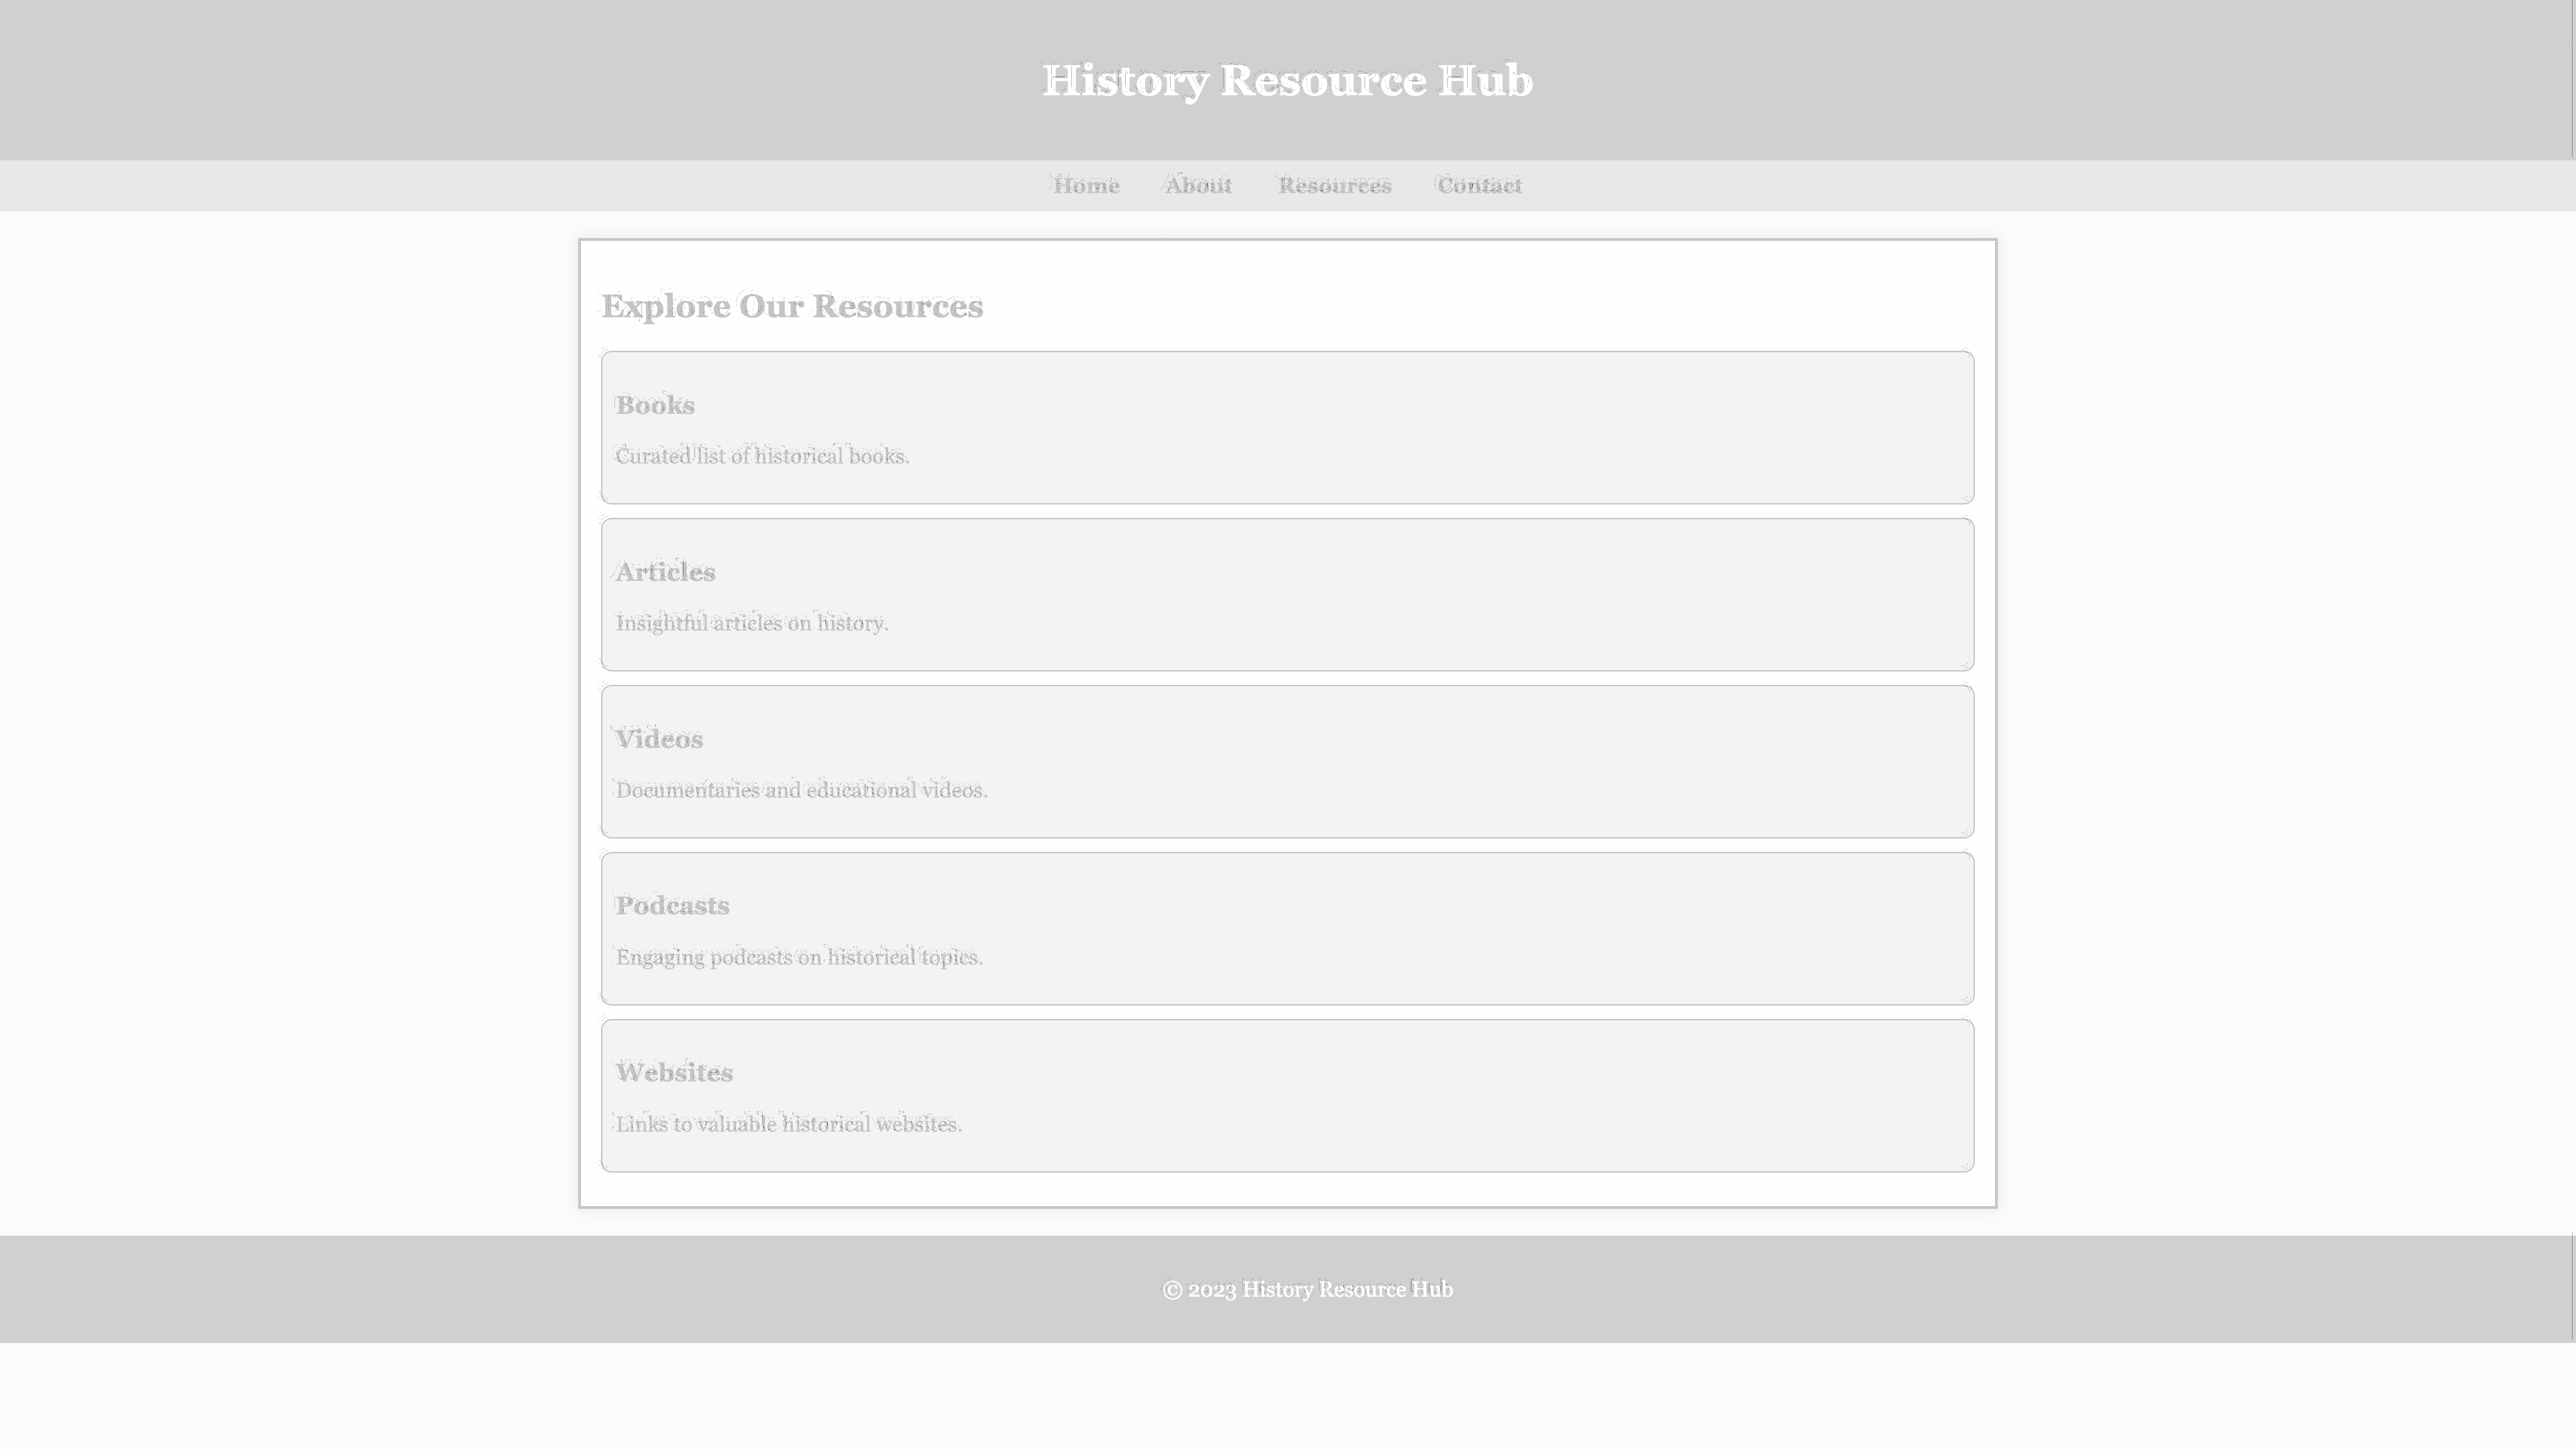 History Resource Hub
Home About Resources Contact
Explore Our Resources
Books
Curated list of historical books.
Articles
Insightful articles on history.
Videos
Documentaries and educational videos.
Podcasts
Engaging podcasts on historical topics.
Websites
Links to valuable historical websites.
© 2023 History Resource Hub